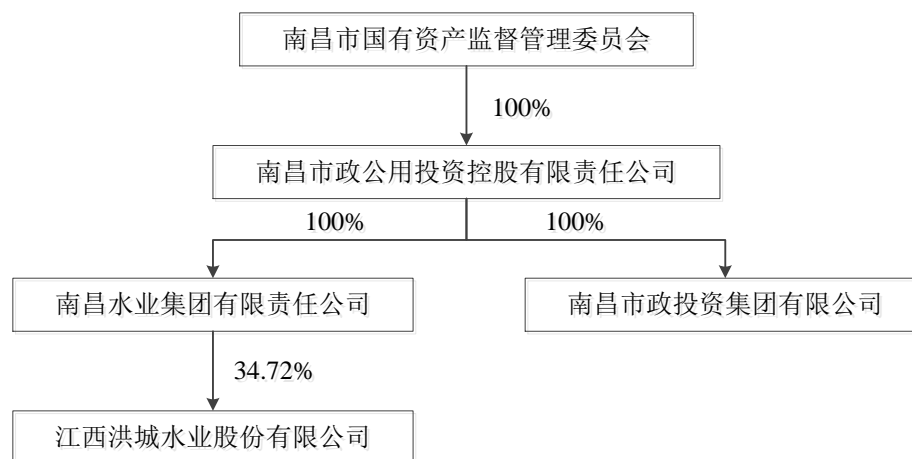 南昌市国有资产监督管理委员会
100%
南昌市政公用投资控股有限责任公司
100%
100%
南昌水业集团有限责任公司
南昌市政投资集团有限公司
34.72%
江西洪城水业股份有限公司